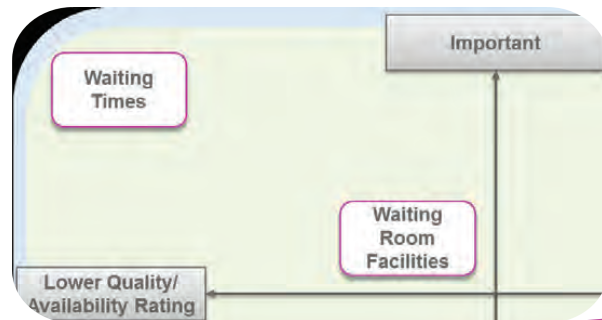 Important
Waiting
Times
Waiting
Room
Facilities
Lower Quality/
Availability Rating